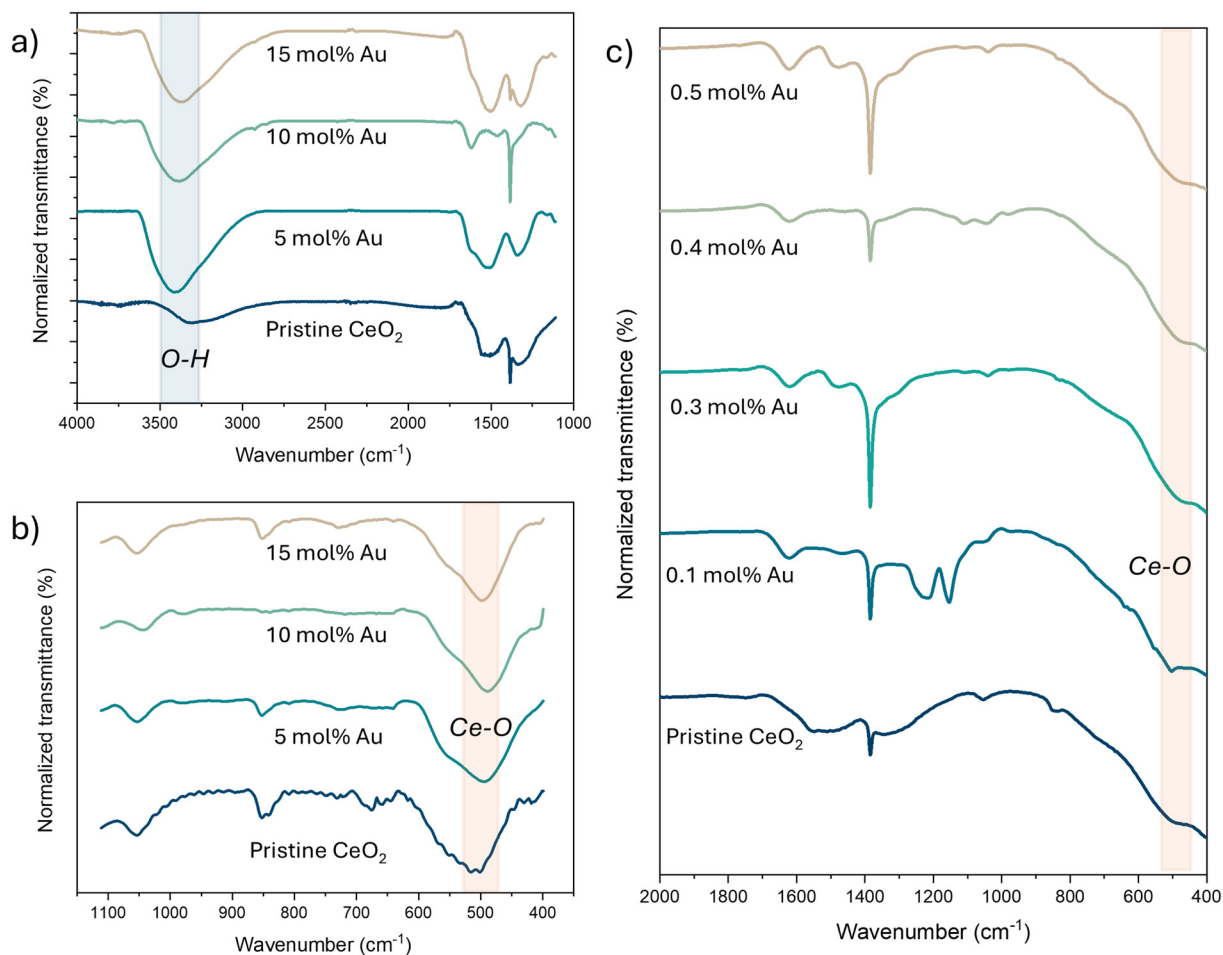 a)
Normalized transmittance (%)
15 mol% Au
10 mol% Au
5 mol% Au
Pristine CeO₂
O-H
4000 3500 3000 2500 2000 1500 1000
Wavenumber (cm⁻¹)
b)
Normalized transmittance (%)
15 mol% Au
10 mol% Au
5 mol% Au
Ce-O
Pristine CeO₂
1100 1000 900 800 700 600 500 400
Wavenumber (cm⁻¹)
c)
Normalized transmittence (%)
0.5 mol% Au
0.4 mol% Au
0.3 mol% Au
0.1 mol% Au
Ce-O
Pristine CeO₂
2000 1800 1600 1400 1200 1000 800 600 400
Wavenumber (cm⁻¹)